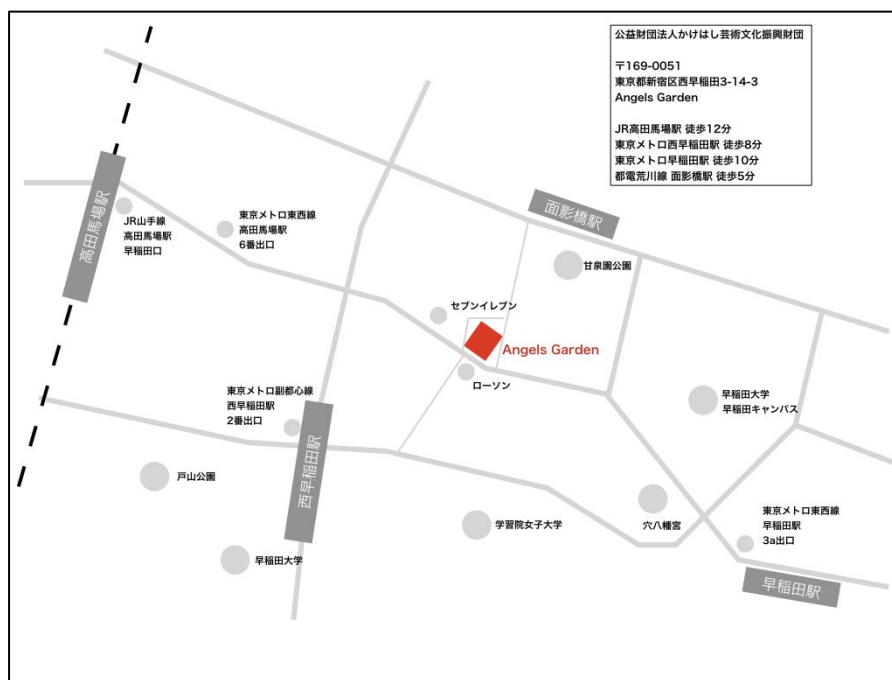 公益財団法人かけはし芸術文化振興財団
〒169-0051
東京都新宿区西早稲田3-14-3
Angels Garden
JR高田馬場駅 徒歩12分
東京メトロ西早稲田駅 徒歩8分
東京メトロ早稲田駅 徒歩10分
都電荒川線 面影橋駅 徒歩5分
高田馬場駅
JR山手線
高田馬場駅
早稲田口
東京メトロ東西線
高田馬場駅
6番出口
面影橋駅
甘泉園公園
セブンイレブン
Angels Garden
ローソン
東京メトロ副都心線
西早稲田駅
2番出口
西早稲田駅
早稲田大学
早稲田キャンパス
戸山公園
早稲田大学
学習院女子大学
穴八幡宮
東京メトロ東西線
早稲田駅
3a出口
早稲田駅